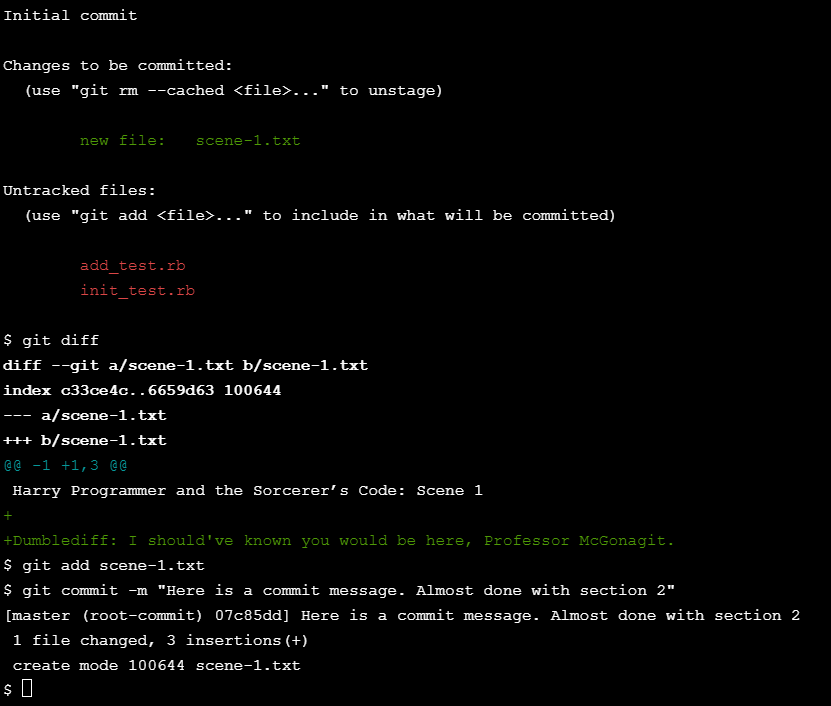 Initial commit
Changes to be committed:
  (use "git rm --cached <file>..." to unstage)
        new file:   scene-1.txt
Untracked files:
  (use "git add <file>..." to include in what will be committed)
        add_test.rb
        init_test.rb
$ git diff
diff --git a/scene-1.txt b/scene-1.txt
index c33ce4c..6659d63 100644
--- a/scene-1.txt
+++ b/scene-1.txt
@@ -1 +1,3 @@
 Harry Programmer and the Sorcerer’s Code: Scene 1
+
+Dumblediff: I should've known you would be here, Professor McGonagit.
$ git add scene-1.txt
$ git commit -m "Here is a commit message. Almost done with section 2"
[master (root-commit) 07c85dd] Here is a commit message. Almost done with section 2
 1 file changed, 3 insertions(+)
 create mode 100644 scene-1.txt
$